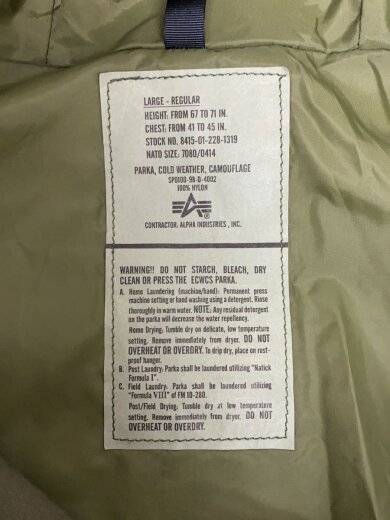 LARGE - REGULAR
HEIGHT: FROM 67 TO 71 IN.
CHEST: FROM 41 TO 45 IN.
STOCK NO. 8415-01-228-1319
NATO SIZE: 7080/0414
PARKA, COLD WEATHER, CAMOUFLAGE
SPO100-98-D-4002
100% NYLON
®
CONTRACTOR: ALPHA INDUSTRIES, INC.
WARNING!! DO NOT STARCH, BLEACH, DRY
CLEAN OR PRESS THE ECWCS PARKA.
A. Home Laundering (machine/hand): Permanent press
machine setting or hand washing using a detergent. Rinse
thoroughly in warm water. NOTE: Any residual detergent
on the parka will decrease the water repellency.
Home Drying: Tumble dry on delicate, low temperature
setting. Remove immediately from dryer. DO NOT
OVERHEAT OR OVERDRY. To drip dry, place on rust-
proof hanger.
B. Post Laundry: Parka shall be laundered utilizing "Natick
Formula I".
C. Field Laundry: Parka shall be laundered utilizing
"Formula VIII" of FM 10-280.
Post/Field Drying: Tumble dry at low temperature
setting. Remove immediately from dryer. DO NOT
OVERHEAT OR OVERDRY.